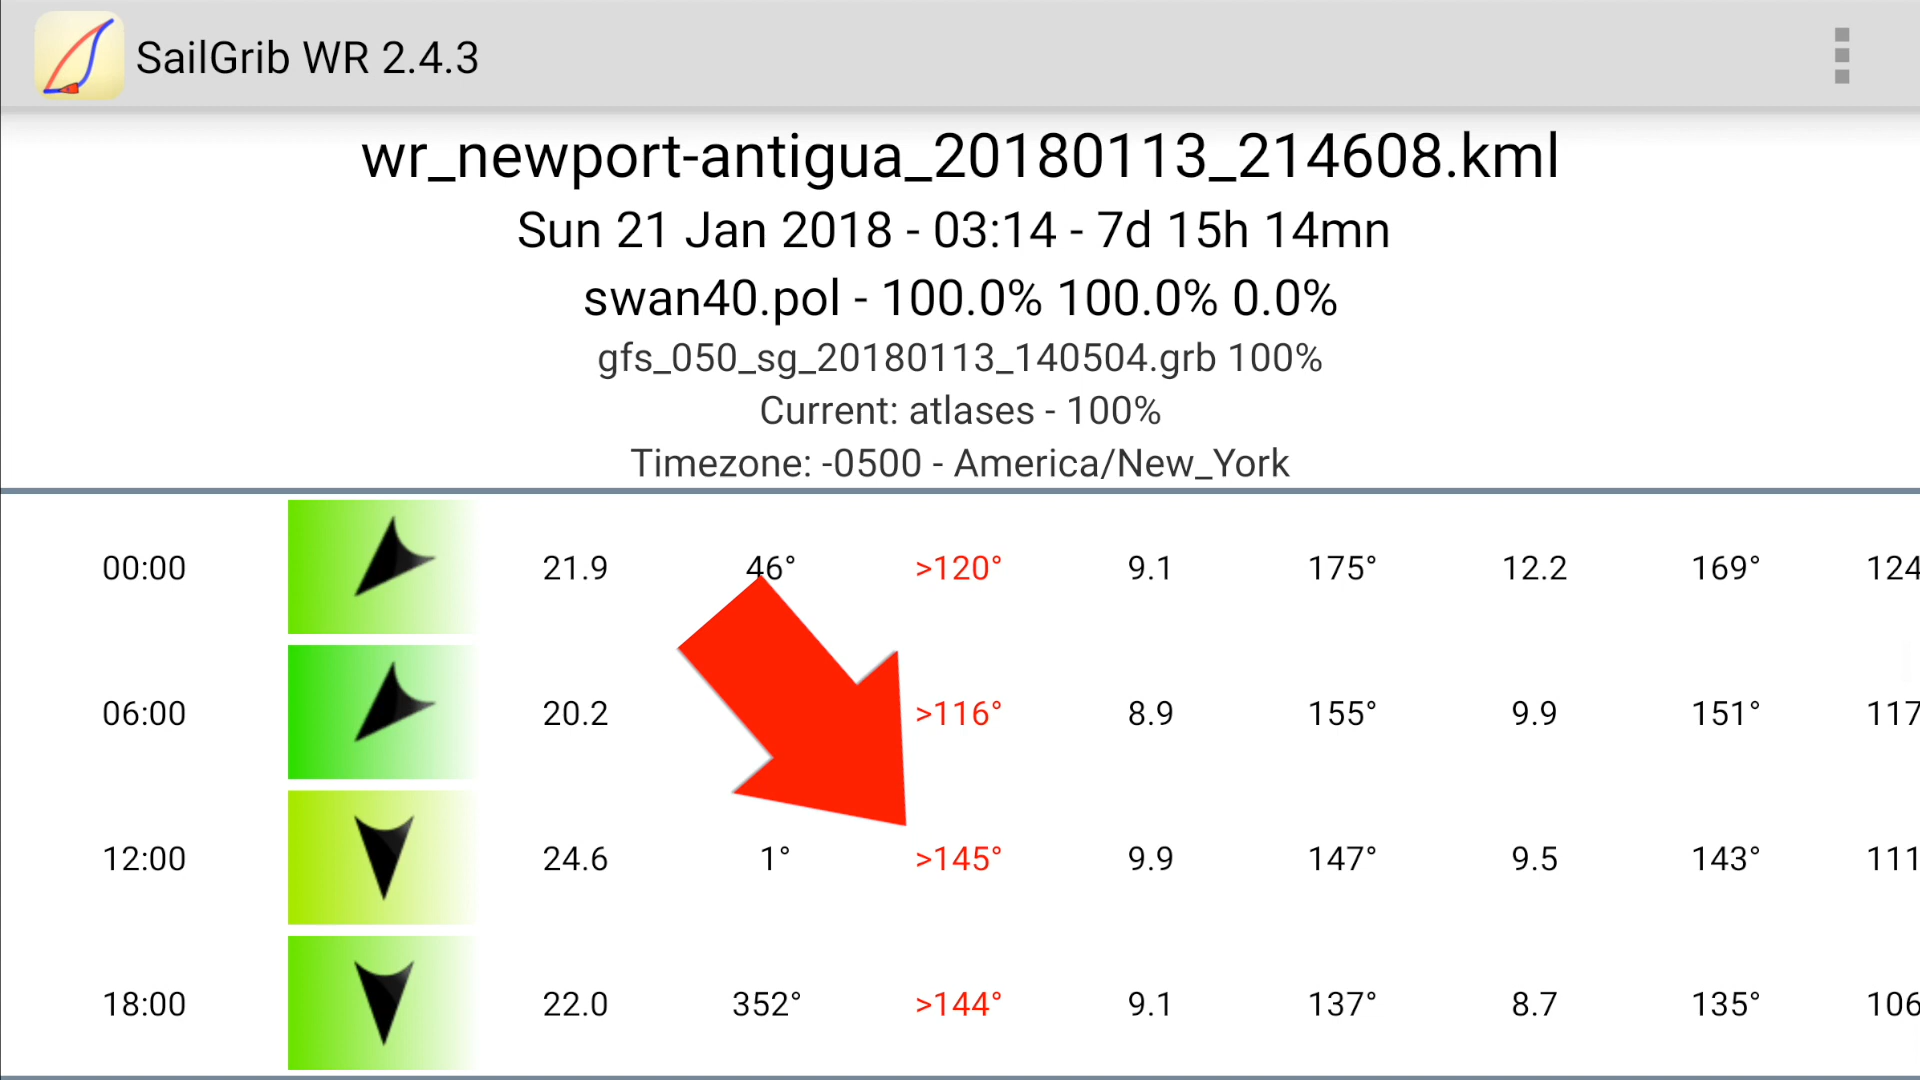 SailGrib WR 2.4.3
wr_newport-antigua_20180113_214608.kml
Sun 21 Jan 2018 - 03:14 - 7d 15h 14mn
swan40.pol - 100.0% 100.0% 0.0%
gfs_050_sg_20180113_140504.grb 100%
Current: atlases - 100%
Timezone: -0500 - America/New_York
00:00 21.9 46° >120° 9.1 175° 12.2 169° 124
06:00 20.2 >116° 8.9 155° 9.9 151° 117
12:00 24.6 1° >145° 9.9 147° 9.5 143° 111
18:00 22.0 352° >144° 9.1 137° 8.7 135° 106